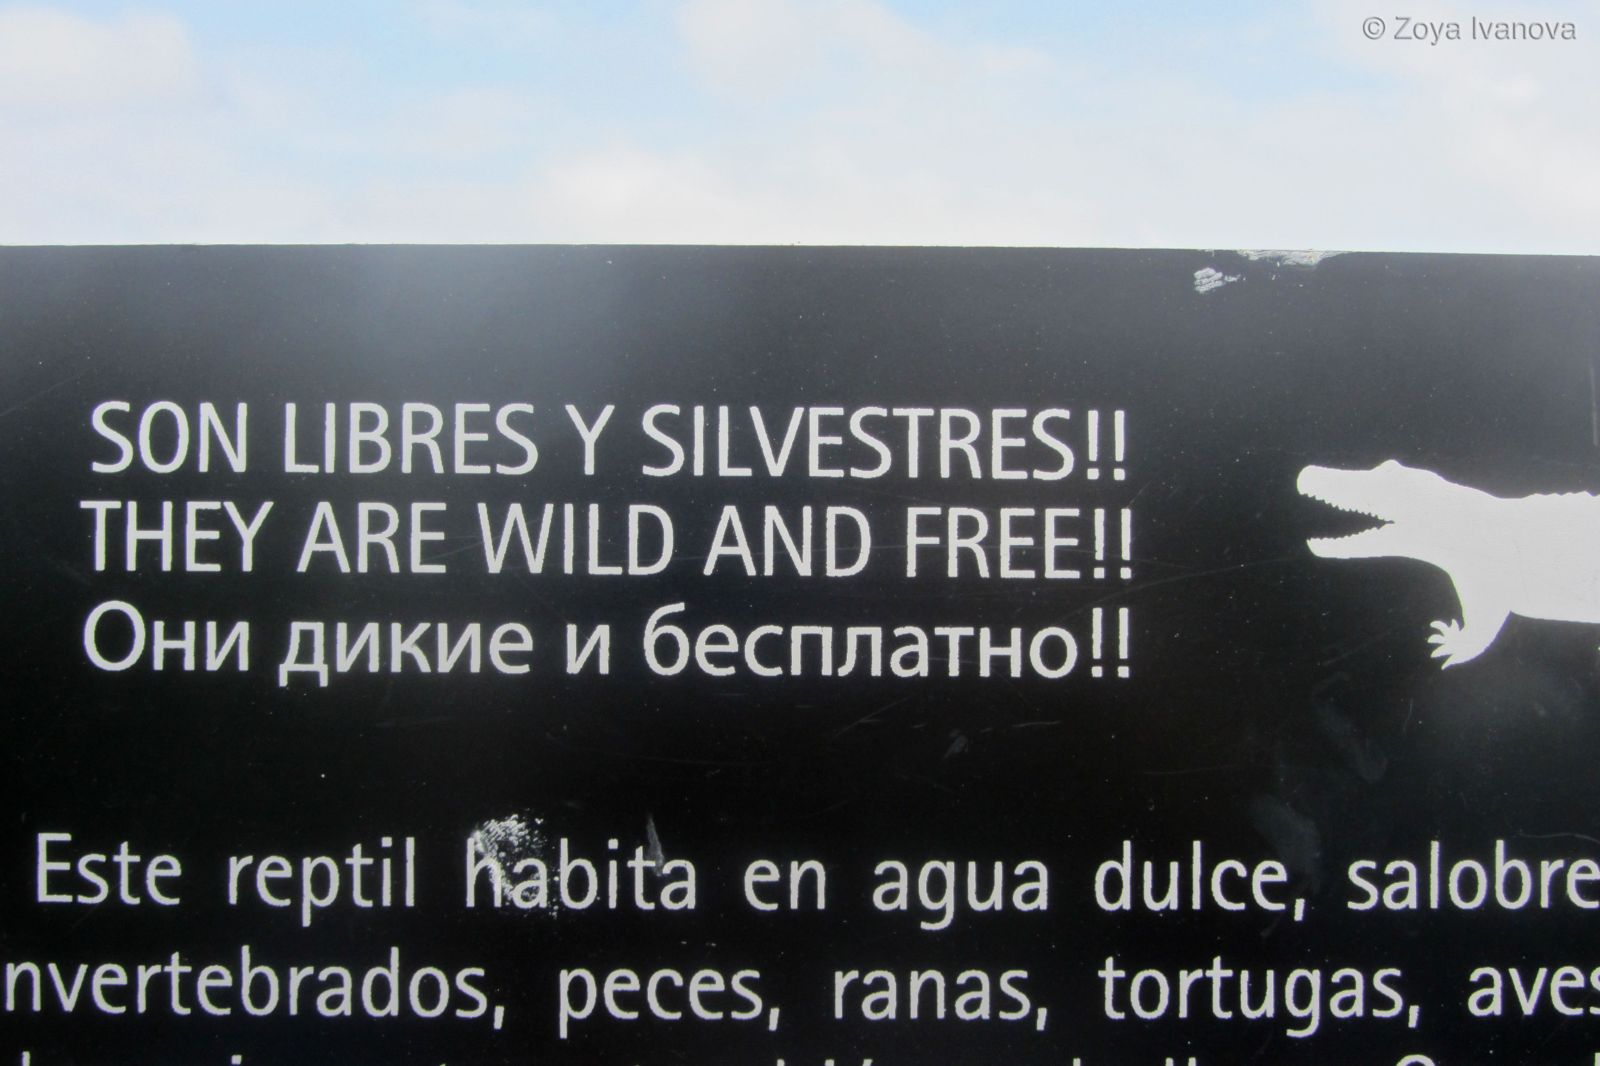 © Zoya Ivanova
SON LIBRES Y SILVESTRES!!
THEY ARE WILD AND FREE!!
Они дикие и бесплатно!!
Este reptil habita en agua dulce, salobre
nvertebrados, peces, ranas, tortugas, aves